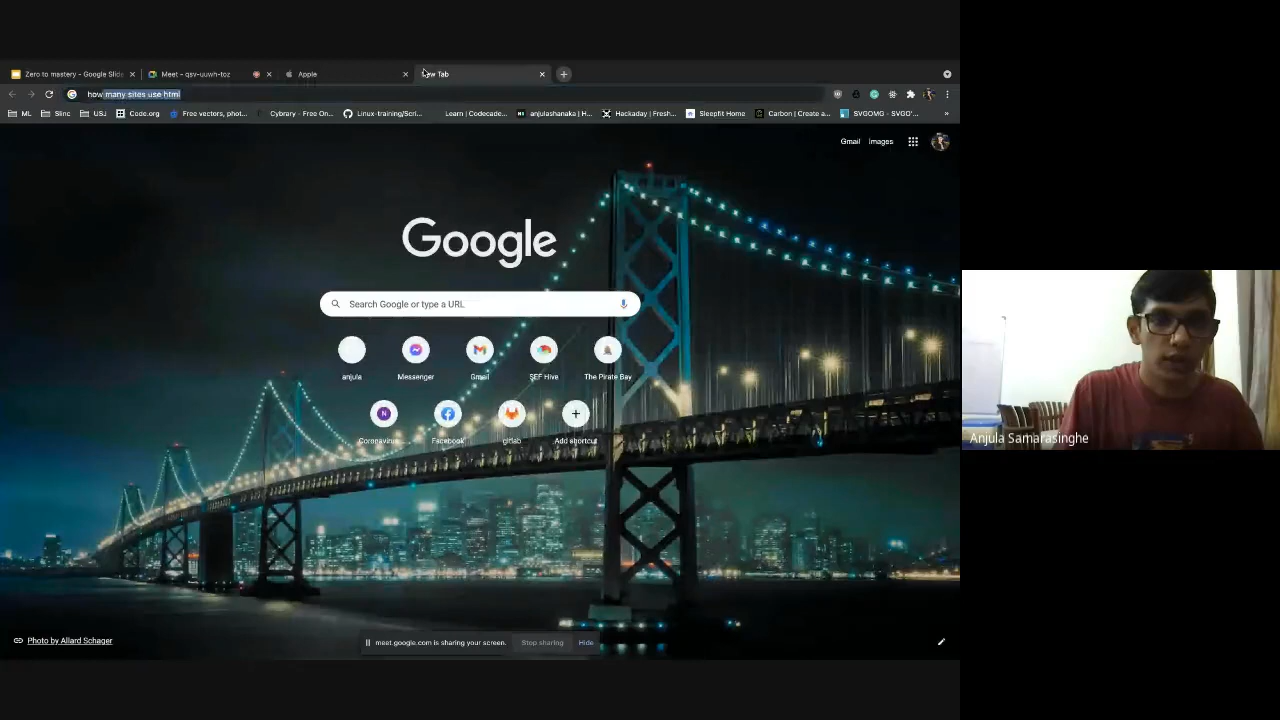 Zero to mastery - Google Slide
Meet - qsv-uuwh-toz
Apple
New Tab
how many sites use html
ML
Slinc
USJ
Code.org
Free vectors, phot...
Cybrary - Free On...
Linux-training/Scri...
Learn | Codecade...
anjulashanaka | H...
Hackaday | Fresh...
Sleepfit Home
Carbon | Create a...
SVGOMG - SVGO'...
»
Gmail
Images
Google
Search Google or type a URL
anjula
Messenger
Gmail
SEF Hive
The Pirate Bay
N
Coronavirus
Facebook
gitlab
Add shortcut
Photo by Allard Schager
meet.google.com is sharing your screen.
Stop sharing
Hide
Anjula Samarasinghe